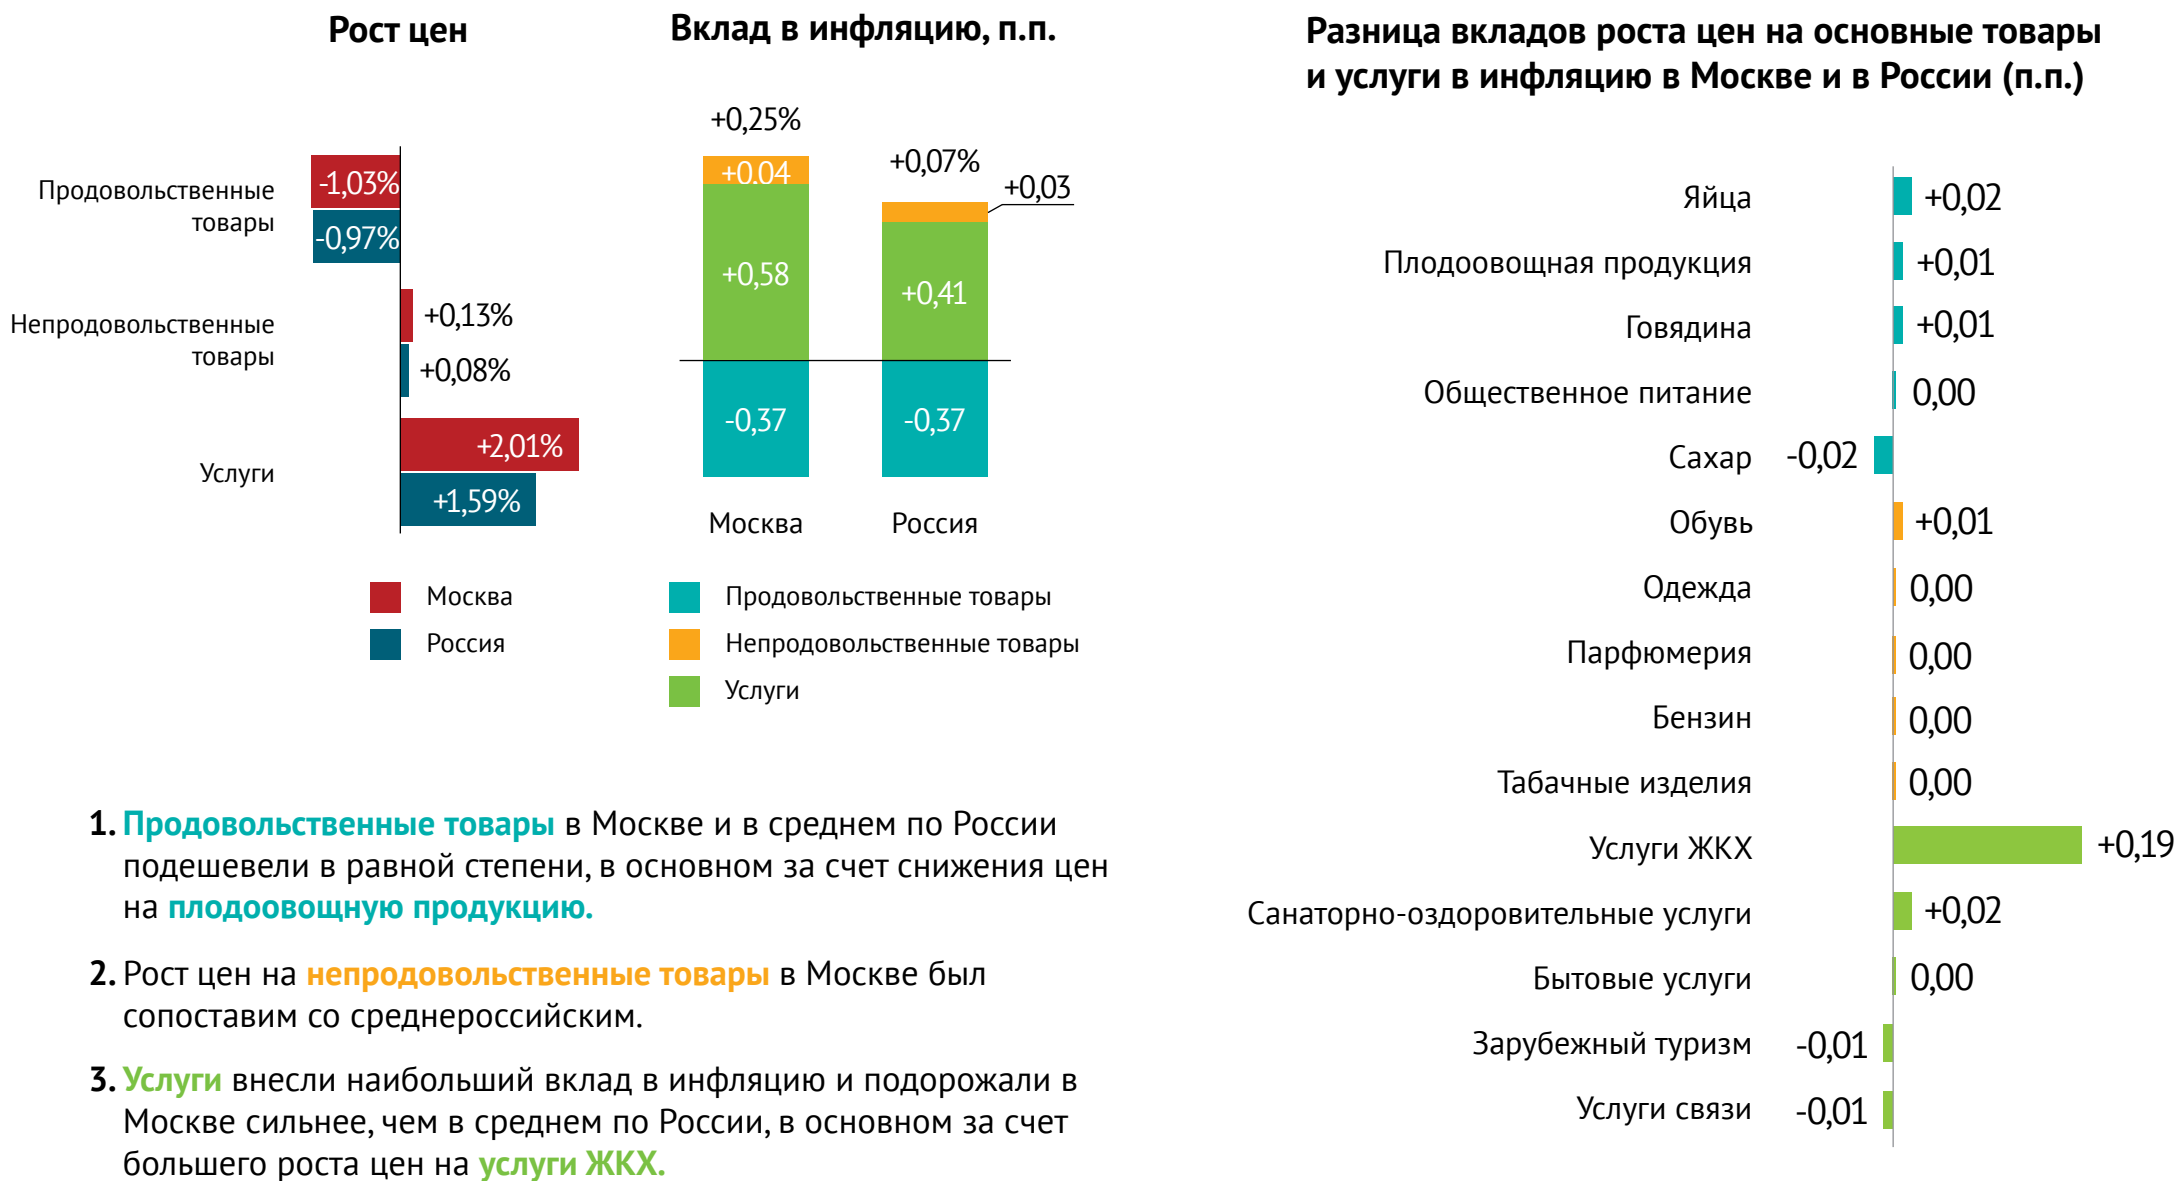 Рост цен
Продовольственные
товары
-1,03%
-0,97%
Непродовольственные
товары
+0,13%
+0,08%
Услуги
+2,01%
+1,59%
Москва
Россия
Вклад в инфляцию, п.п.
+0,25%
+0,04
+0,58
-0,37
+0,07%
+0,03
+0,41
-0,37
Москва
Россия
Продовольственные товары
Непродовольственные товары
Услуги
1. Продовольственные товары в Москве и в среднем по России
подешевели в равной степени, в основном за счет снижения цен
на плодоовощную продукцию.
2. Рост цен на непродовольственные товары в Москве был
сопоставим со среднероссийским.
3. Услуги внесли наибольший вклад в инфляцию и подорожали в
Москве сильнее, чем в среднем по России, в основном за счет
большего роста цен на услуги ЖКХ.
Разница вкладов роста цен на основные товары
и услуги в инфляцию в Москве и в России (п.п.)
Яйца +0,02
Плодоовощная продукция +0,01
Говядина +0,01
Общественное питание 0,00
Сахар -0,02
Обувь +0,01
Одежда 0,00
Парфюмерия 0,00
Бензин 0,00
Табачные изделия 0,00
Услуги ЖКХ +0,19
Санаторно-оздоровительные услуги +0,02
Бытовые услуги 0,00
Зарубежный туризм -0,01
Услуги связи -0,01